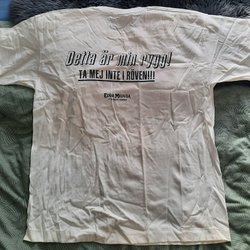 Detta är min rygg!
TA MEJ INTE I RÖVEN!!!